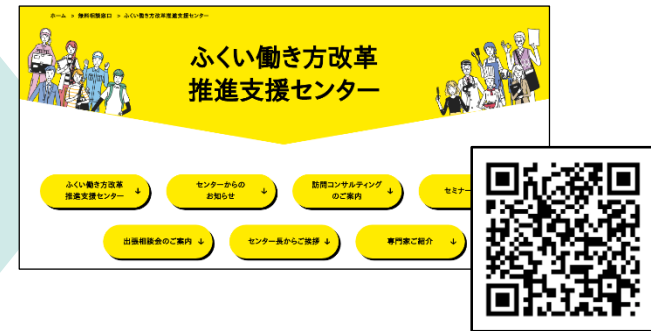 ホーム » 無料相談窓口 » ふくい働き方改革推進支援センター
ふくい働き方改革
推進支援センター
ふくい働き方改革
推進支援センター ↓
センターからの
お知らせ ↓
訪問コンサルティング
のご案内 ↓
セミナー
出張相談会のご案内 ↓
センター長からご挨拶 ↓
専門家ご紹介 ↓